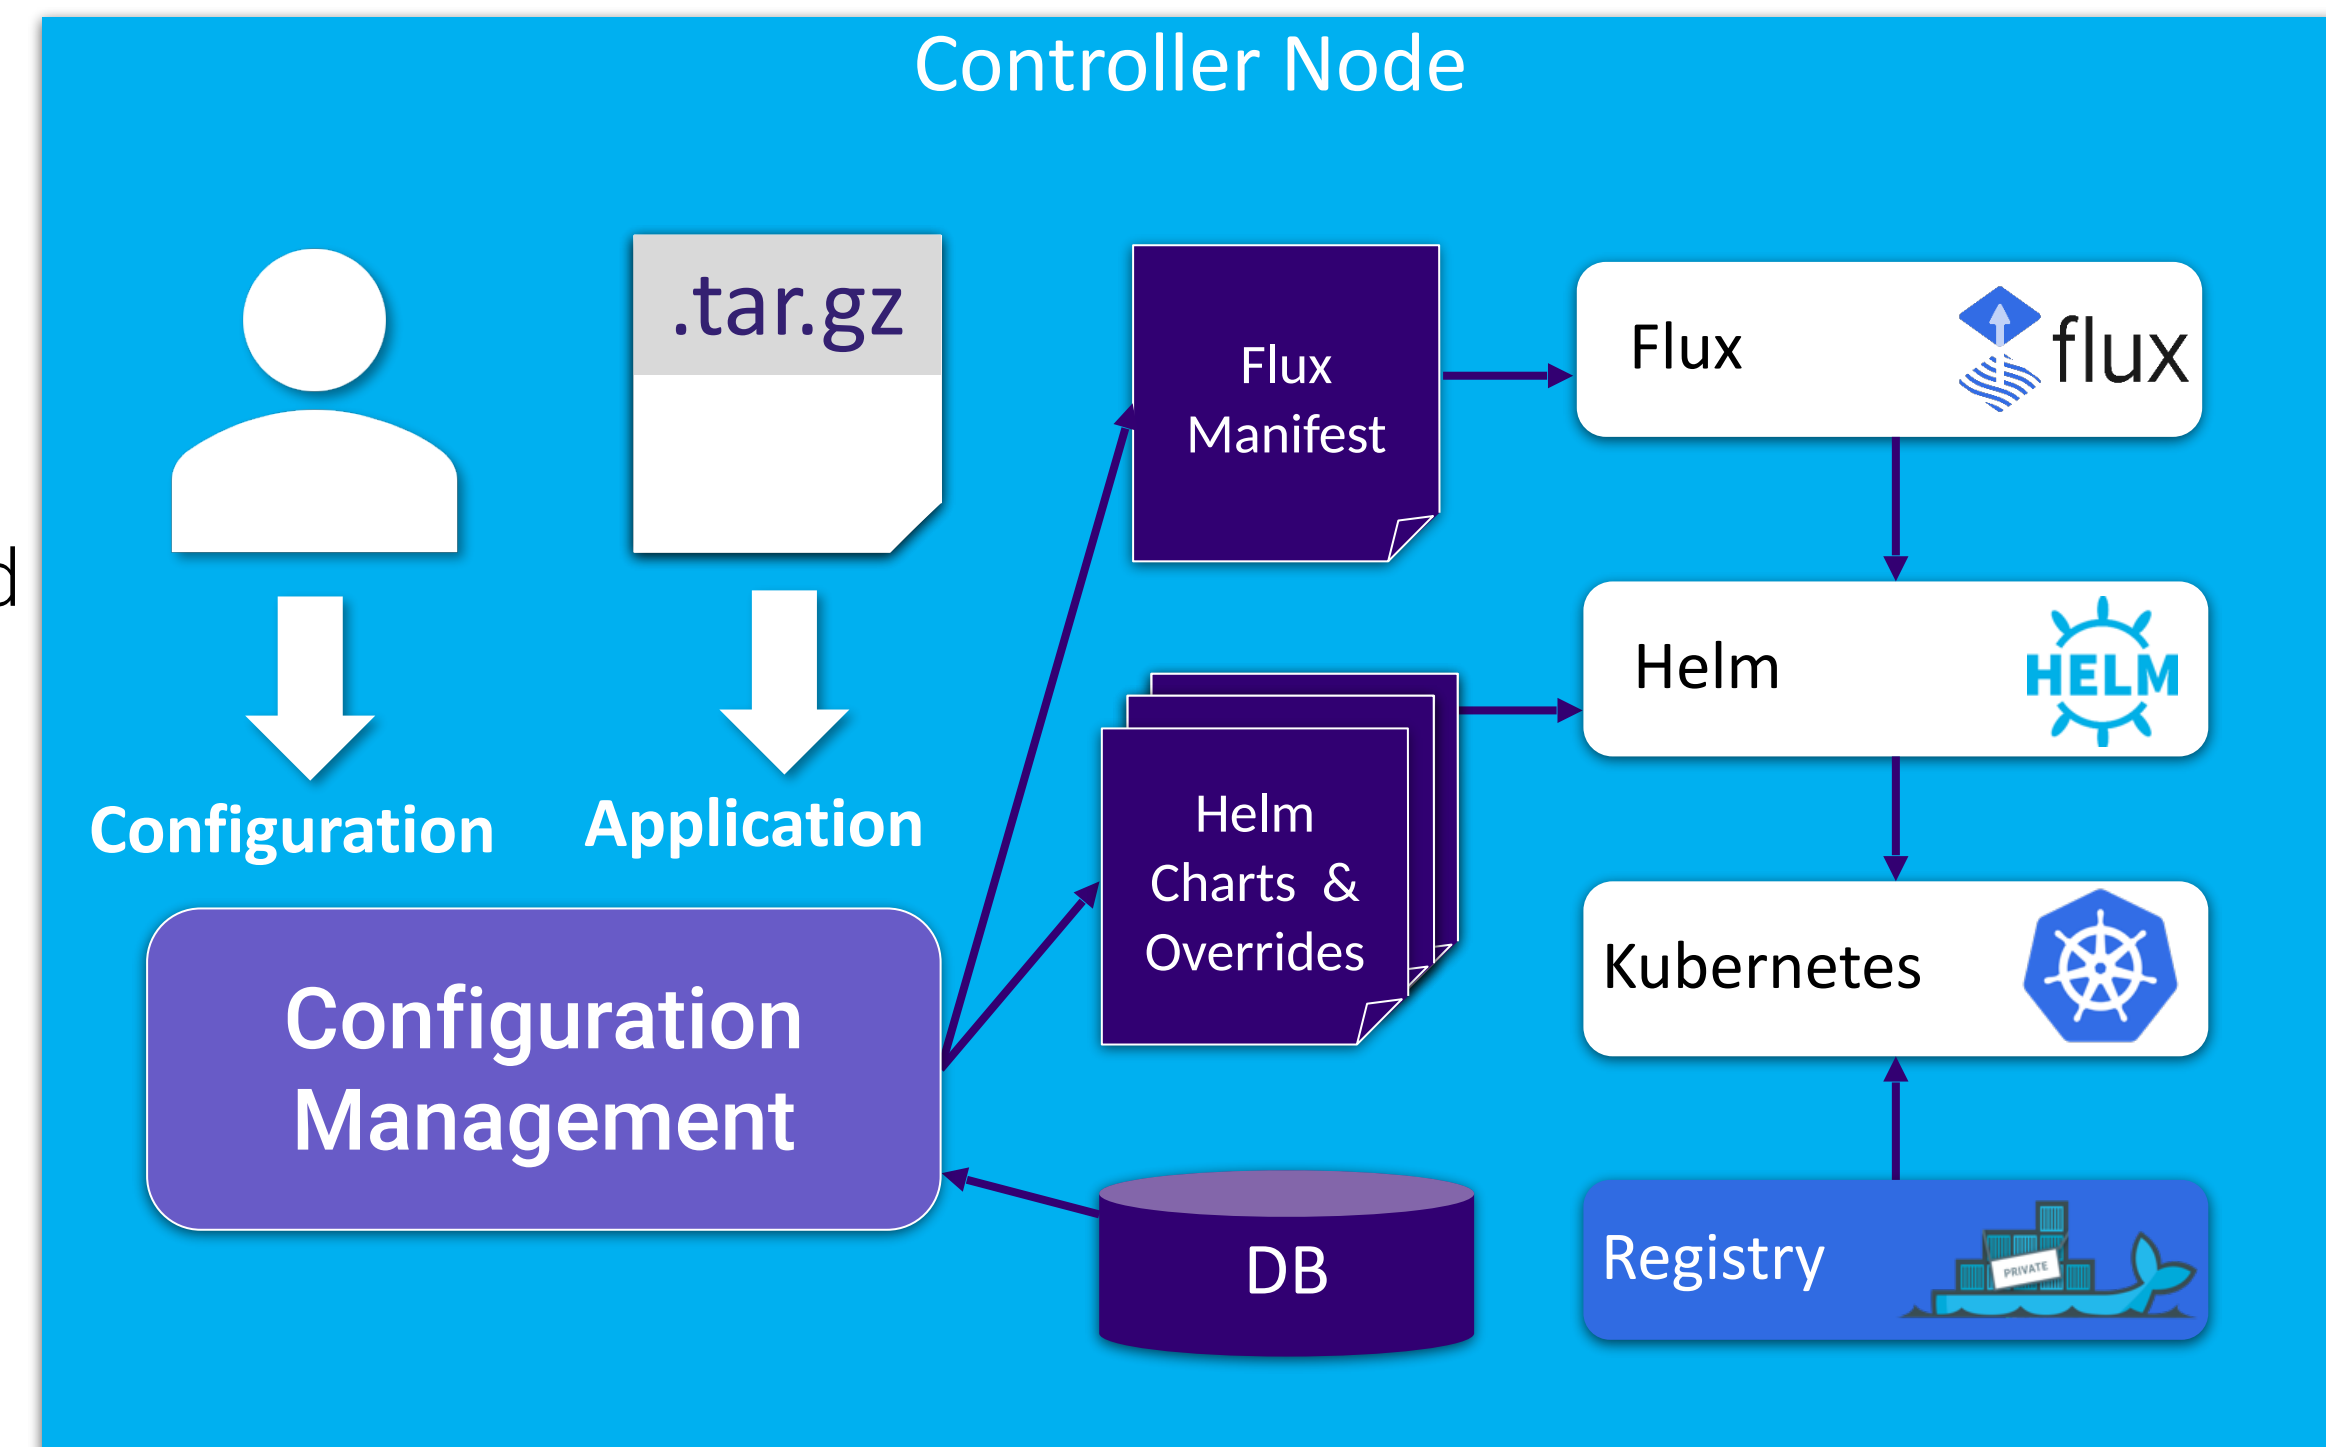 Controller Node
.tar.gz
Flux
Manifest
Flux
flux
d
Helm
HELM
Configuration
Application
Helm
Charts & 
Overrides
Kubernetes
Configuration
Management
DB
Registry
PRIVATE